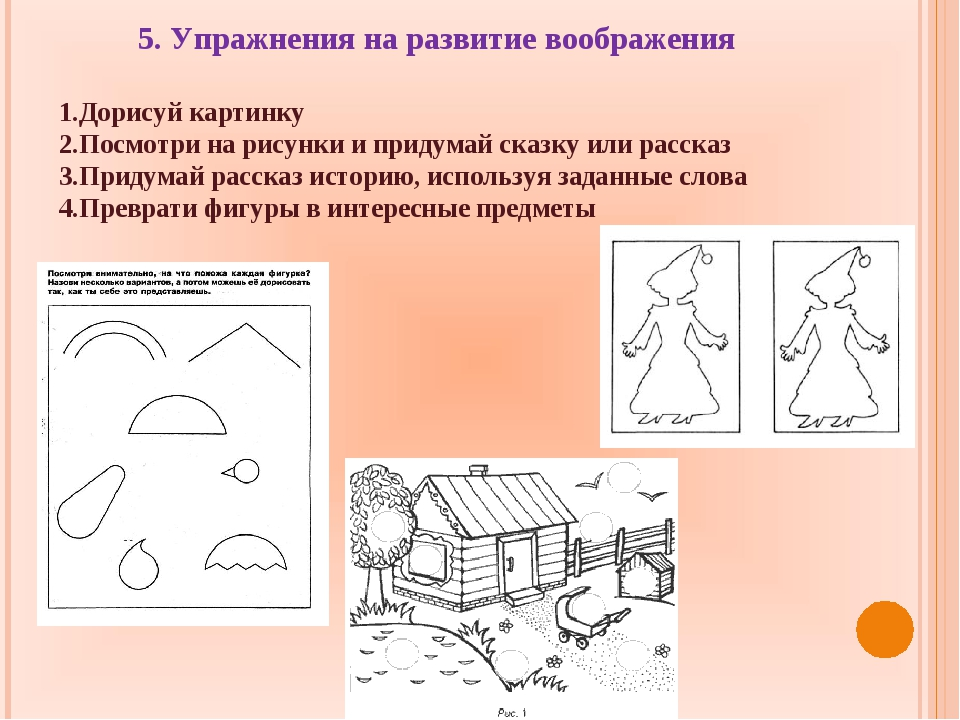 5. Упражнения на развитие воображения
1.Дорисуй картинку
2.Посмотри на рисунки и придумай сказку или рассказ
3.Придумай рассказ историю, используя заданные слова
4.Преврати фигуры в интересные предметы
Посмотри внимательно, на что похожа каждая фигурка?
Назови несколько вариантов, а потом можешь её дорисовать
так, как ты себе это представляешь.
Рис. 1